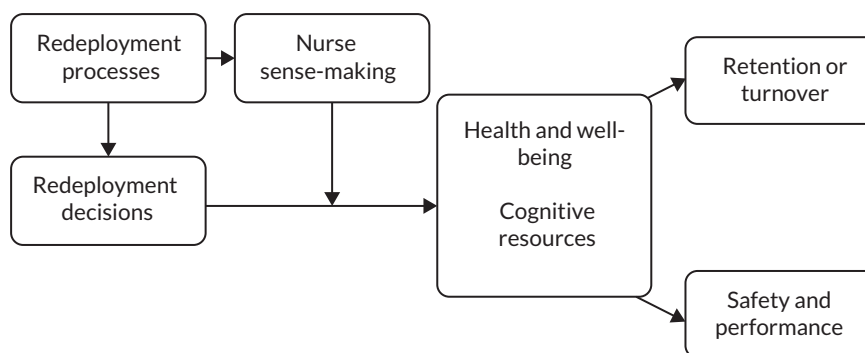 Redeployment
processes
Nurse
sense-making
Retention or
turnover
Health and well-
being
Redeployment
decisions
Cognitive
resources
Safety and
performance